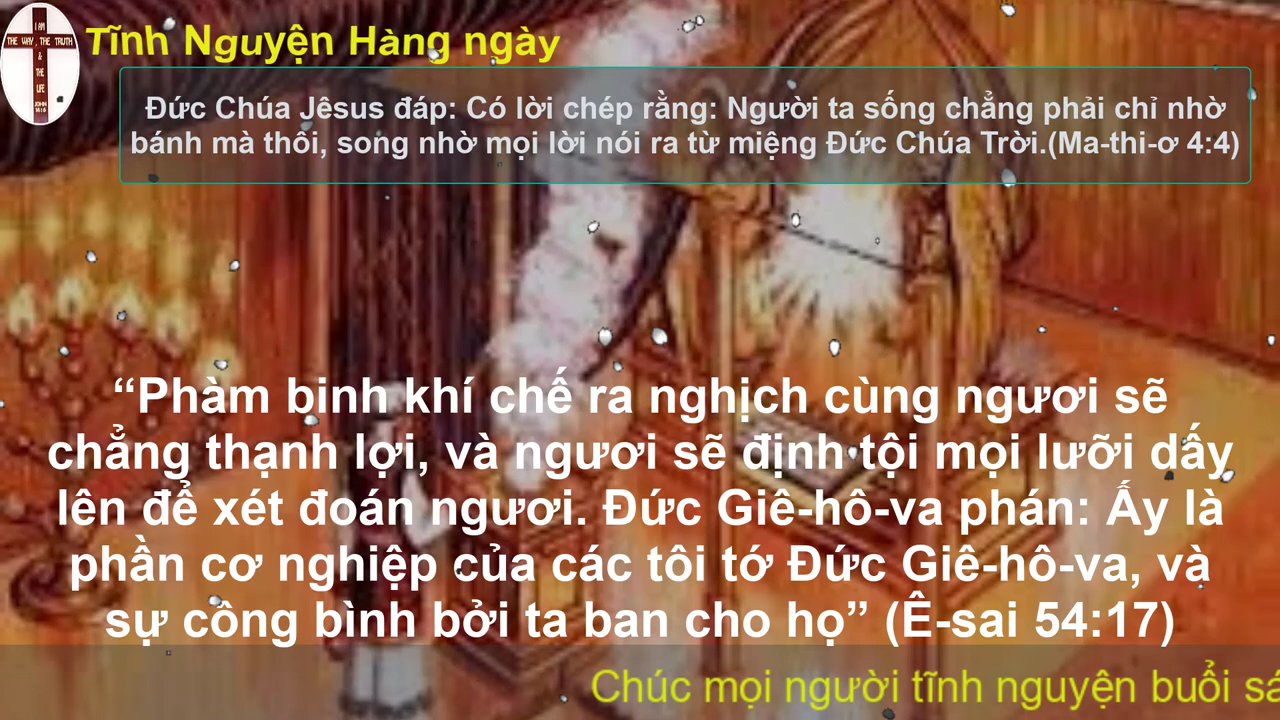 I AM
THE WAY, THE TRUTH
&
THE
LIFE
JOHN
Tĩnh Nguyện Hàng ngày
Đức Chúa Jêsus đáp: Có lời chép rằng: Người ta sống chẳng phải chỉ nhờ
bánh mà thôi, song nhờ mọi lời nói ra từ miệng Đức Chúa Trời.(Ma-thi-ơ 4:4)
“Phàm binh khí chế ra nghịch cùng ngươi sẽ
chẳng thạnh lợi, và ngươi sẽ định tội mọi lưỡi dấy
lên để xét đoán ngươi. Đức Giê-hô-va phán: Ấy là
phần cơ nghiệp của các tôi tớ Đức Giê-hô-va, và
sự công bình bởi ta ban cho họ” (Ê-sai 54:17)
Chúc mọi người tĩnh nguyện buổi sá